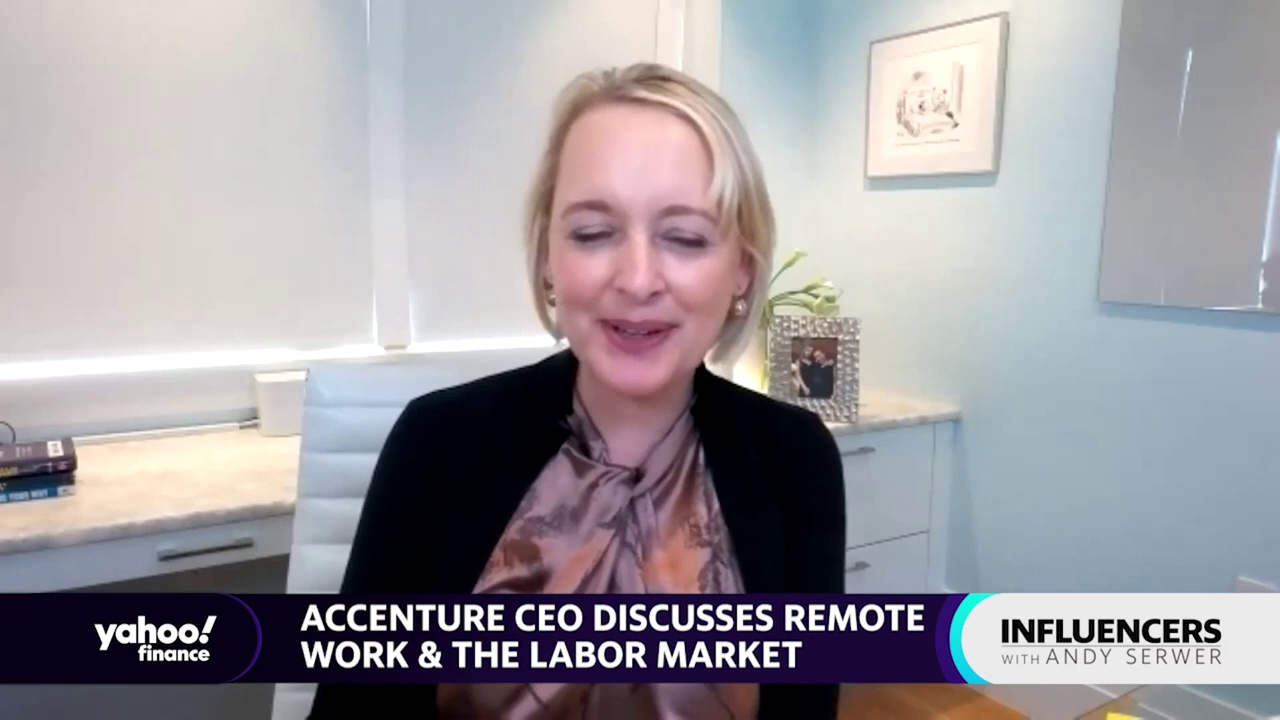 yahoo!
finance
ACCENTURE CEO DISCUSSES REMOTE
WORK & THE LABOR MARKET
INFLUENCERS
WITH ANDY SERWER